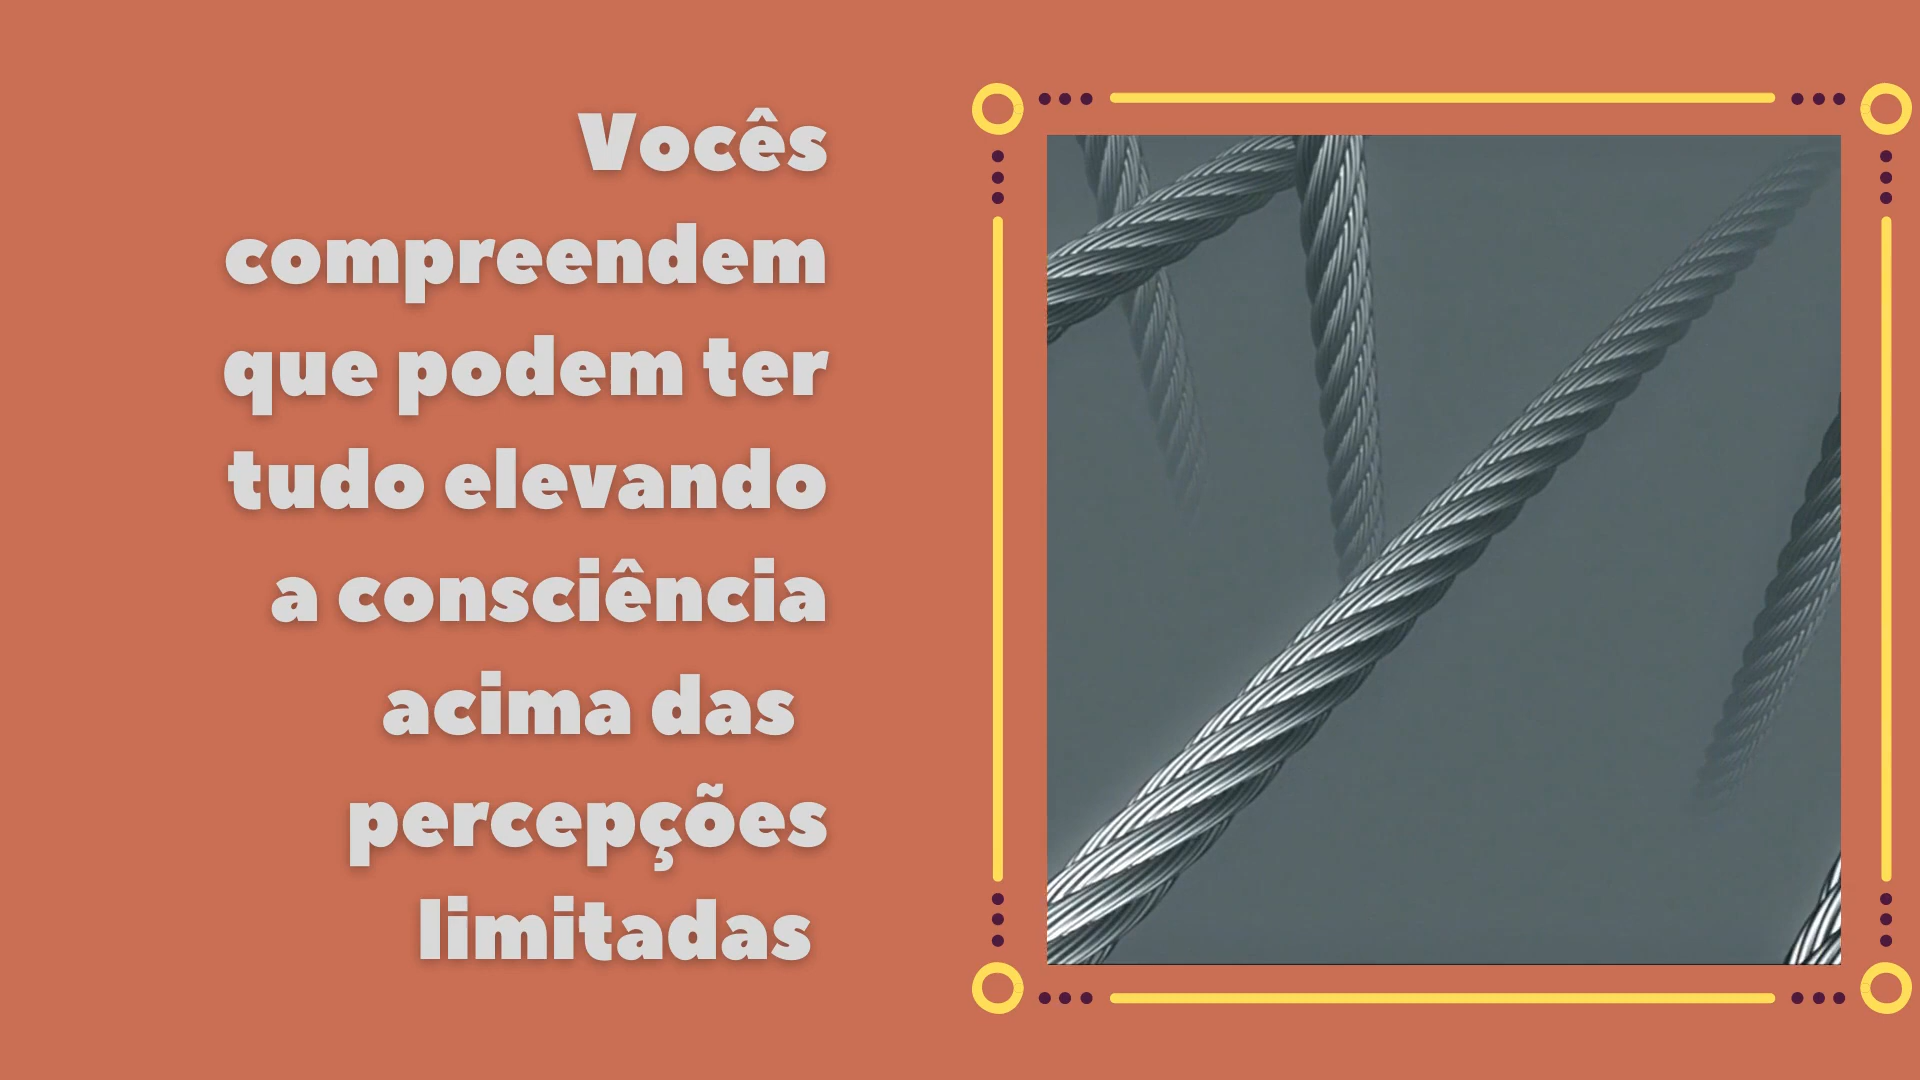 Vocês
compreendem
que podem ter
tudo elevando
a consciência
acima das
percepções
limitadas